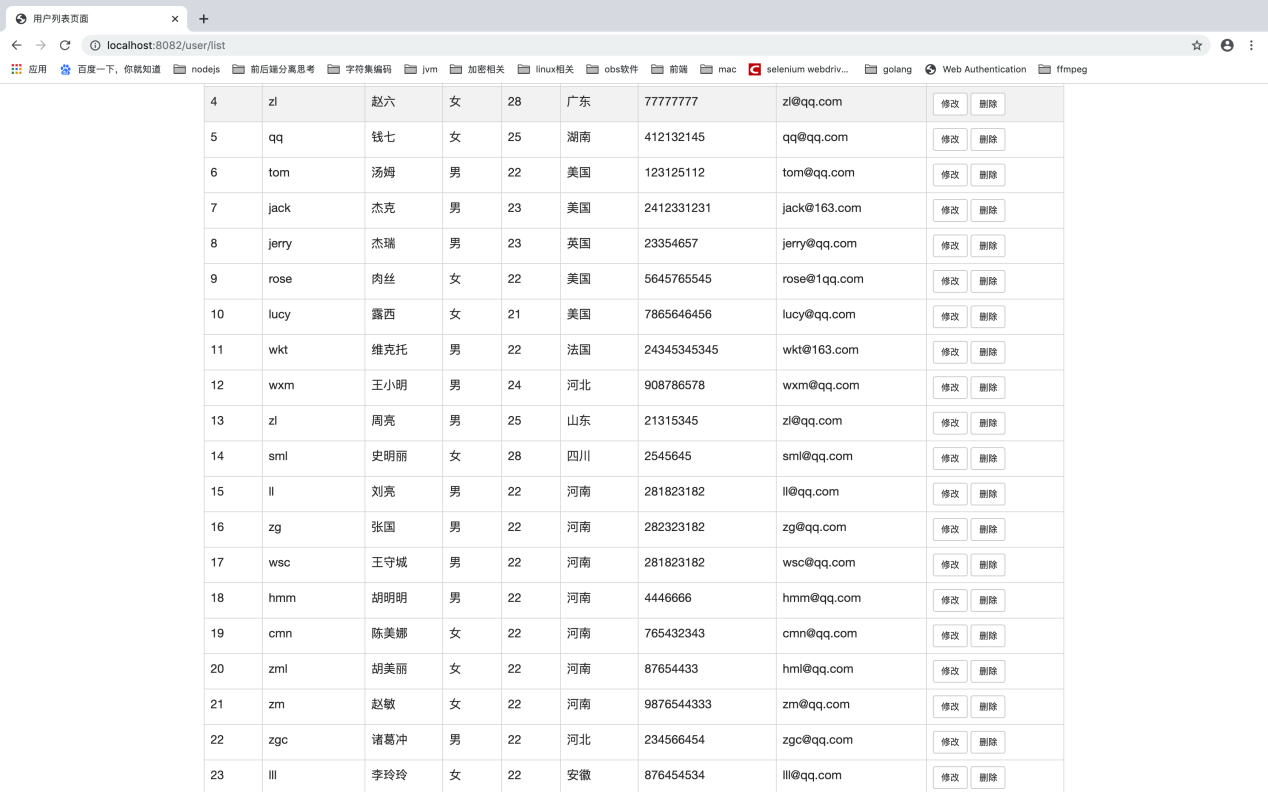 用户列表页面
localhost:8082/user/list
应用 百度一下，你就知道 nodejs 前后端分离思考 字符集编码 jvm 加密相关 linux相关 obs软件 前端 mac selenium webdriv... golang Web Authentication ffmpeg
4 zl 赵六 女 28 广东 77777777 zl@qq.com 修改 删除
5 qq 钱七 女 25 湖南 412132145 qq@qq.com 修改 删除
6 tom 汤姆 男 22 美国 123125112 tom@qq.com 修改 删除
7 jack 杰克 男 23 美国 2412331231 jack@163.com 修改 删除
8 jerry 杰瑞 男 23 英国 23354657 jerry@qq.com 修改 删除
9 rose 肉丝 女 22 美国 5645765545 rose@1qq.com 修改 删除
10 lucy 露西 女 21 美国 7865646456 lucy@qq.com 修改 删除
11 wkt 维克托 男 22 法国 24345345345 wkt@163.com 修改 删除
12 wxm 王小明 男 24 河北 908786578 wxm@qq.com 修改 删除
13 zl 周亮 男 25 山东 21315345 zl@qq.com 修改 删除
14 sml 史明丽 女 28 四川 2545645 sml@qq.com 修改 删除
15 ll 刘亮 男 22 河南 281823182 ll@qq.com 修改 删除
16 zg 张国 男 22 河南 282323182 zg@qq.com 修改 删除
17 wsc 王守城 男 22 河南 281823182 wsc@qq.com 修改 删除
18 hmm 胡明明 男 22 河南 4446666 hmm@qq.com 修改 删除
19 cmn 陈美娜 女 22 河南 765432343 cmn@qq.com 修改 删除
20 zml 胡美丽 女 22 河南 87654433 hml@qq.com 修改 删除
21 zm 赵敏 女 22 河南 9876544333 zm@qq.com 修改 删除
22 zgc 诸葛冲 男 22 河北 234566454 zgc@qq.com 修改 删除
23 lll 李玲玲 女 22 安徽 876454534 lll@qq.com 修改 删除